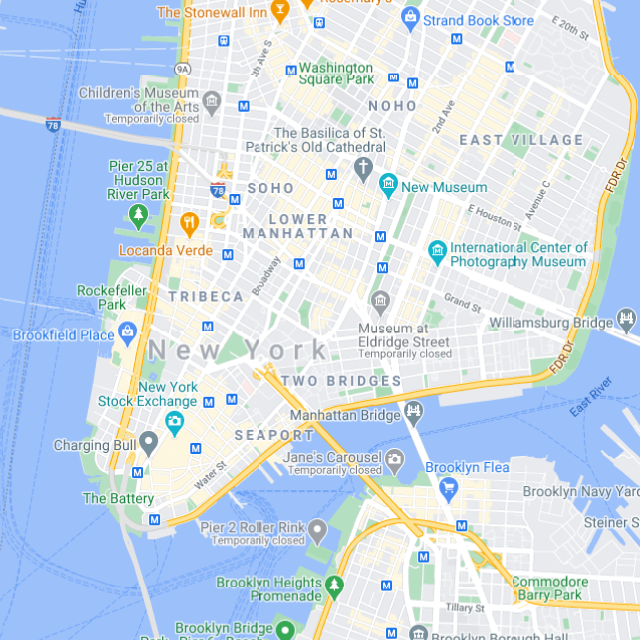 The Stonewall Inn
Strand Book Store
E 20th St
9A
Washington
Square Park
Children's Museum
of the Arts
Temporarily closed
NOHO
2nd Ave
78
The Basilica of St.
Patrick's Old Cathedral
EAST VILLAGE
FDR Dr
Pier 25 at
Hudson
River Park
78
SOHO
New Museum
Avenue C
E Houston St
LOWER
MANHATTAN
Locanda Verde
International Center of
Photography Museum
Broadway
Rockefeller
Park
TRIBECA
Grand St
Museum at
Eldridge Street
Temporarily closed
Williamsburg Bridge
Brookfield Place
New York
FDR Dr
New York
Stock Exchange
TWO BRIDGES
East River
Manhattan Bridge
Charging Bull
SEAPORT
Water St
Jane's Carousel
Temporarily closed
Brooklyn Flea
The Battery
Brooklyn Navy Yard
Pier 2 Roller Rink
Temporarily closed
Steiner S
Brooklyn Heights
Promenade
Commodore
Barry Park
Tillary St
Brooklyn Bridge
Brooklyn Borough Hall